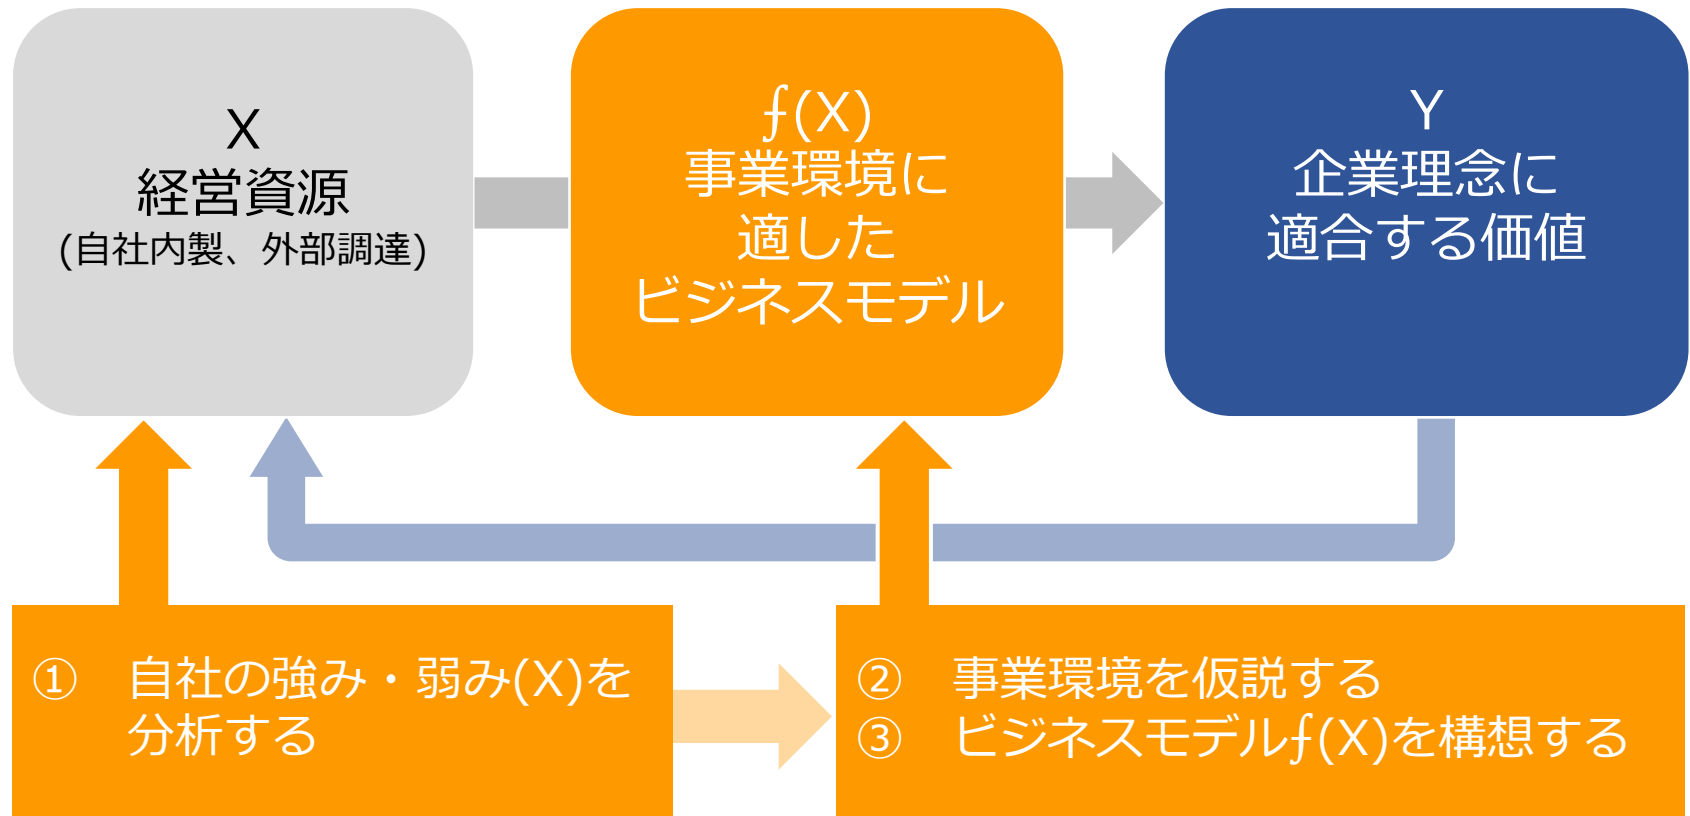 X
経営資源
(自社内製、外部調達)
⨍(X)
事業環境に
適した
ビジネスモデル
Y
企業理念に
適合する価値
① 自社の強み・弱み(X)を
分析する
② 事業環境を仮説する
③ ビジネスモデル⨍(X)を構想する